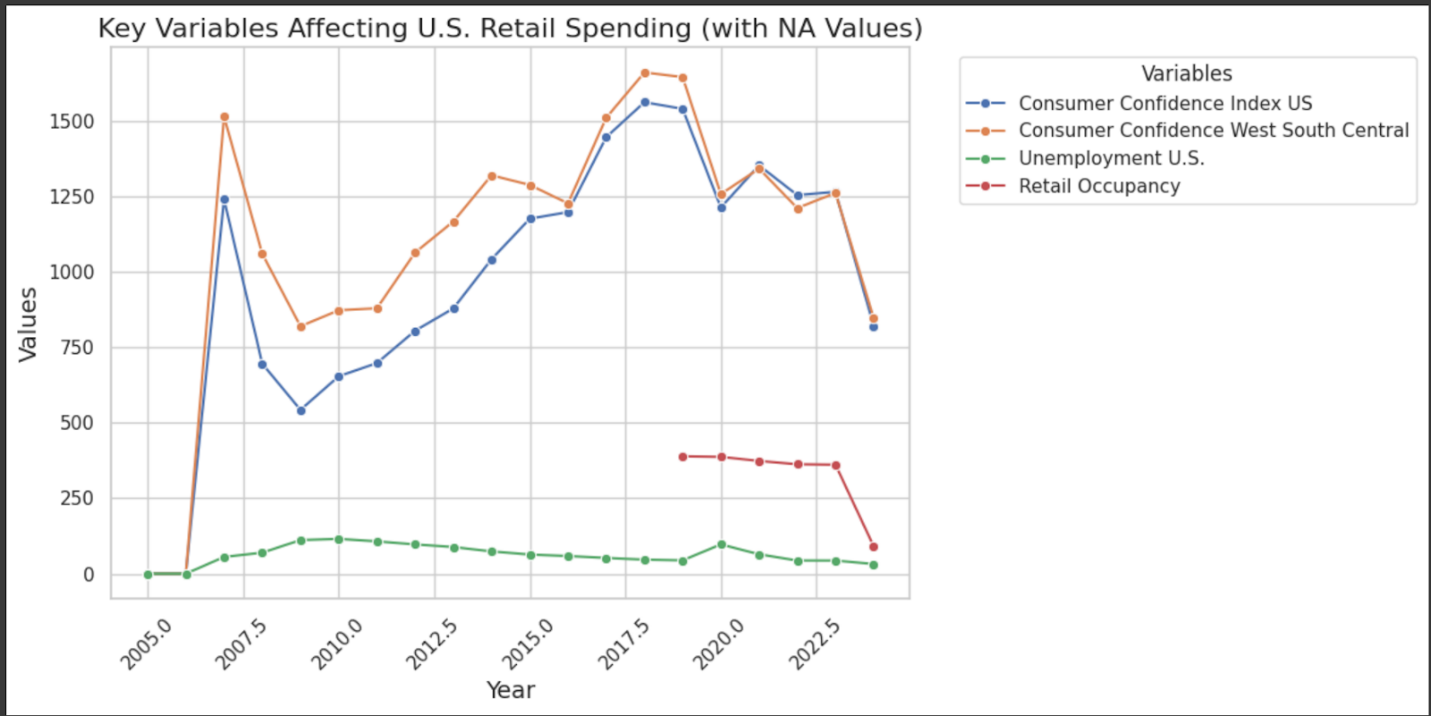 Key Variables Affecting U.S. Retail Spending (with NA Values)
Variables
Consumer Confidence Index US
Consumer Confidence West South Central
Unemployment U.S.
Retail Occupancy
Values
1500
1250
1000
750
500
250
0
2005.0
2007.5
2010.0
2012.5
2015.0
2017.5
2020.0
2022.5
Year